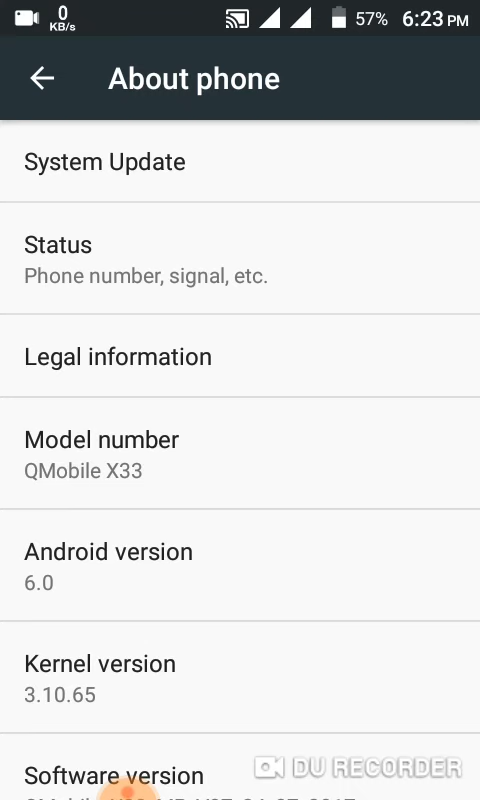 0
KB/s
57% 6:23 PM
About phone
System Update
Status
Phone number, signal, etc.
Legal information
Model number
QMobile X33
Android version
6.0
Kernel version
3.10.65
Software version
DU RECORDER